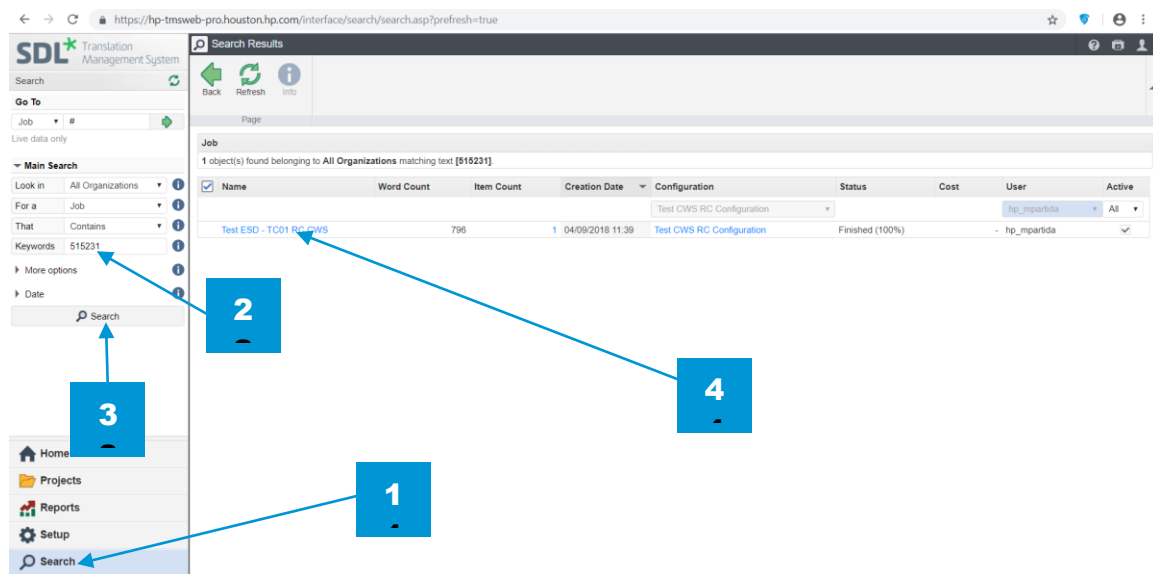 https://hp-tmsweb-pro.houston.hp.com/interface/search/search.asp?prefresh=true
SDL Translation Management System
Search
Go To
Job #
Live data only
Main Search
Look in All Organizations
For a Job
That Contains
Keywords 515231
More options
Date
Search
Home
Projects
Reports
Setup
Search
Search Results
Back Refresh Info
Page
Job
1 object(s) found belonging to All Organizations matching text [515231].
Name Word Count Item Count Creation Date Configuration Status Cost User Active
Test CWS RC Configuration hp_mpartida All
Test ESD - TC01 RC CWS 796 1 04/09/2018 11:39 Test CWS RC Configuration Finished (100%) - hp_mpartida
2
3
4
1